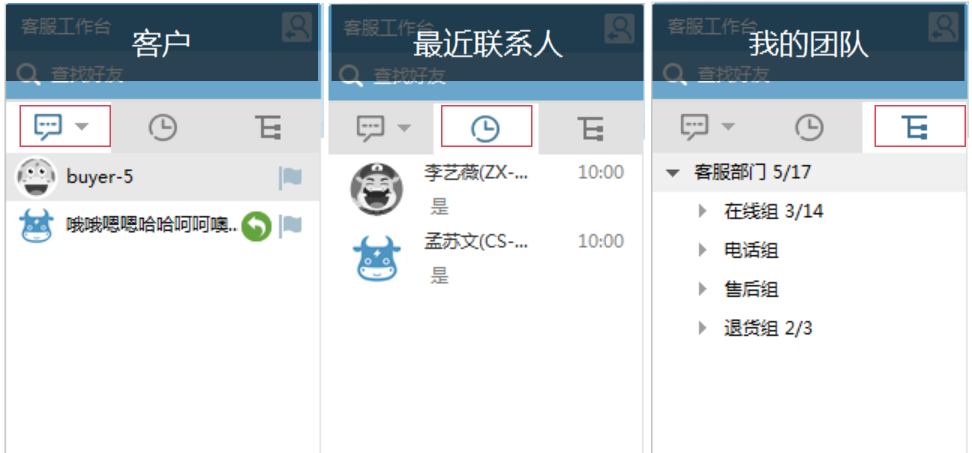 客服工作台
客户
查找好友
buyer-5
哦哦嗯嗯哈哈呵呵噢..
客服工作台
最近联系人
查找好友
李艺薇(ZX-...
10:00
是
孟苏文(CS-...
10:00
是
客服工作台
我的团队
查找好友
客服部门 5/17
在线组 3/14
电话组
售后组
退货组 2/3